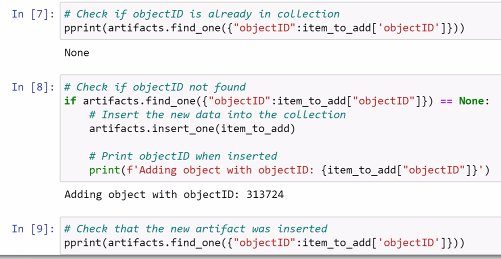 In [7]: # Check if objectID is already in collection
pprint(artifacts.find_one({"objectID":item_to_add['objectID']}))
None
In [8]: # Check if objectID not found
if artifacts.find_one({"objectID":item_to_add["objectID"]}) == None:
# Insert the new data into the collection
artifacts.insert_one(item_to_add)
# Print objectID when inserted
print(f'Adding object with objectID: {item_to_add["objectID"]}')
Adding object with objectID: 313724
In [9]: # Check that the new artifact was inserted
pprint(artifacts.find_one({"objectID":item_to_add['objectID']}))